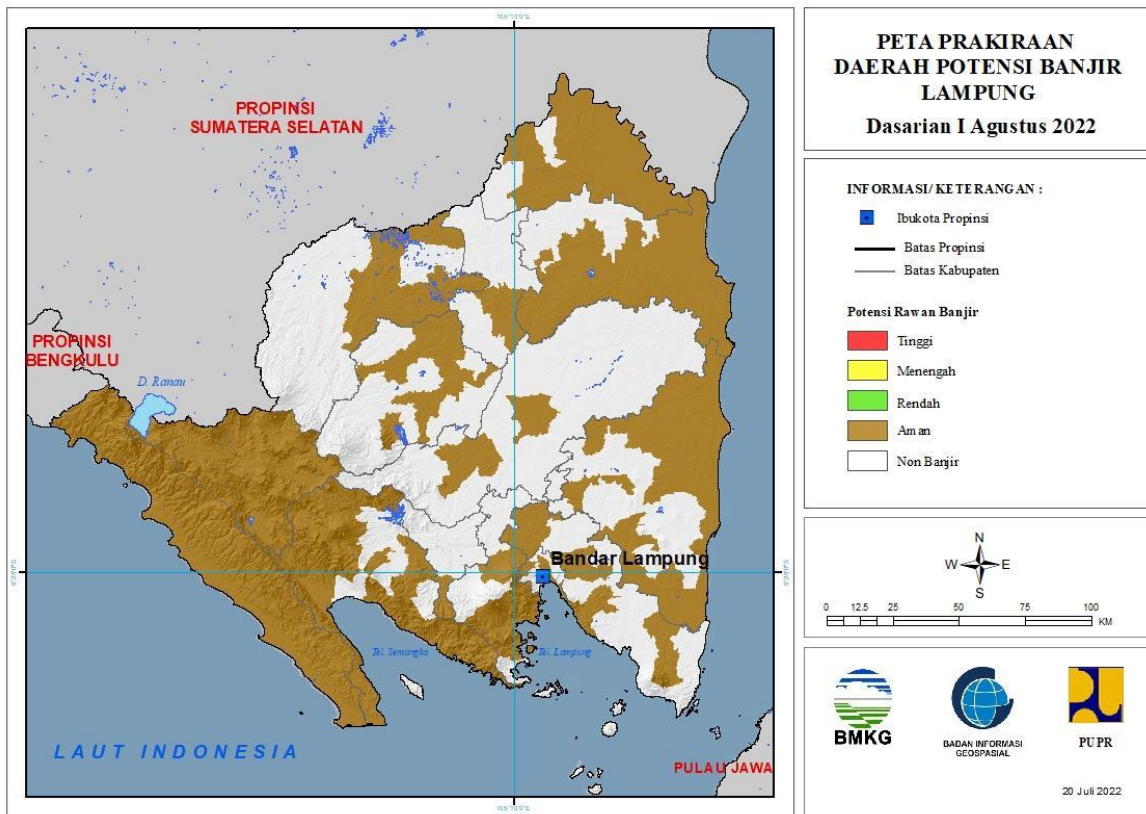 PETA PRAKIRAAN
DAERAH POTENSI BANJIR
LAMPUNG
Dasarian I Agustus 2022
INFORMASI/ KETERANGAN :
Ibukota Propinsi
Batas Propinsi
Batas Kabupaten
Potensi Rawan Banjir
Tinggi
Menengah
Rendah
Aman
Non Banjir
N
W E
S
0 12.5 25 50 75 100
KM
BMKG
BADAN INFORMASI
GEOSPASIAL
PUPR
20 Juli 2022
PROPINSI
SUMATERA SELATAN
PROPINSI
BENGKULU
D. Ranau
Bandar Lampung
Tel. Semangka
Tel. Lampung
LAUT INDONESIA
PULAU JAWA